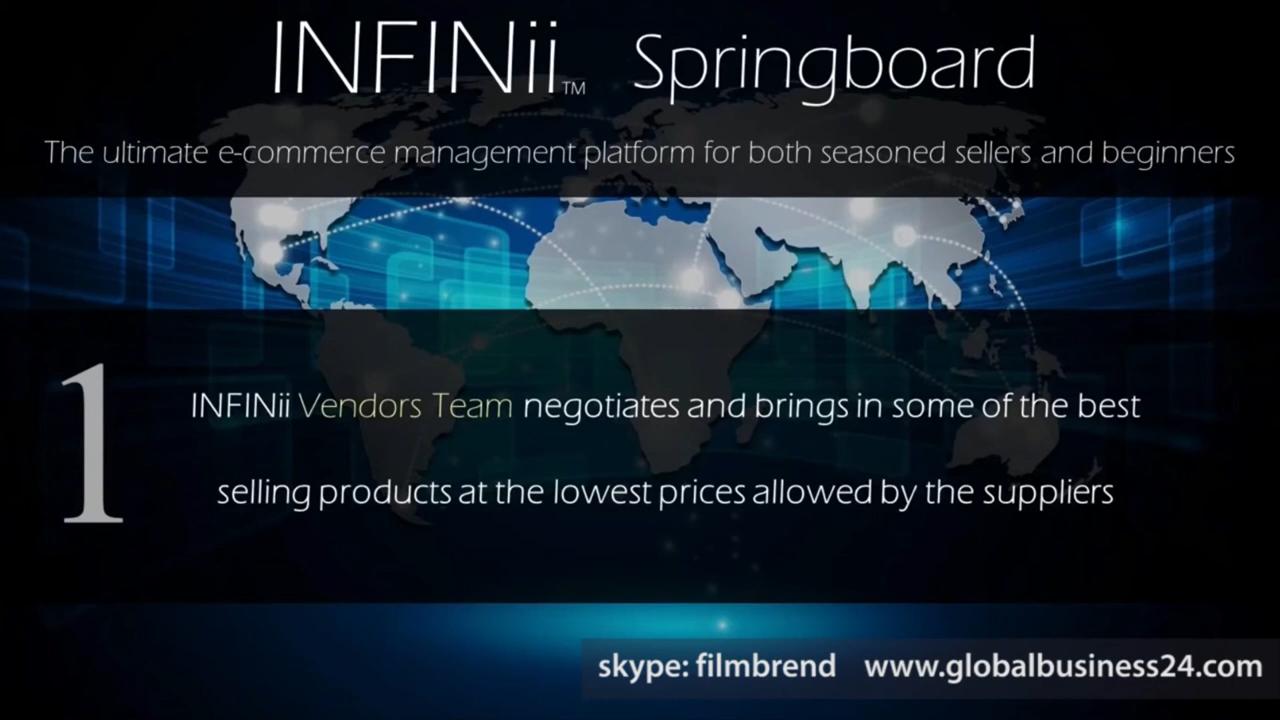 INFINii™ Springboard
The ultimate e-commerce management platform for both seasoned sellers and beginners
1
INFINii Vendors Team negotiates and brings in some of the best
selling products at the lowest prices allowed by the suppliers
skype: filmbrend www.globalbusiness24.com